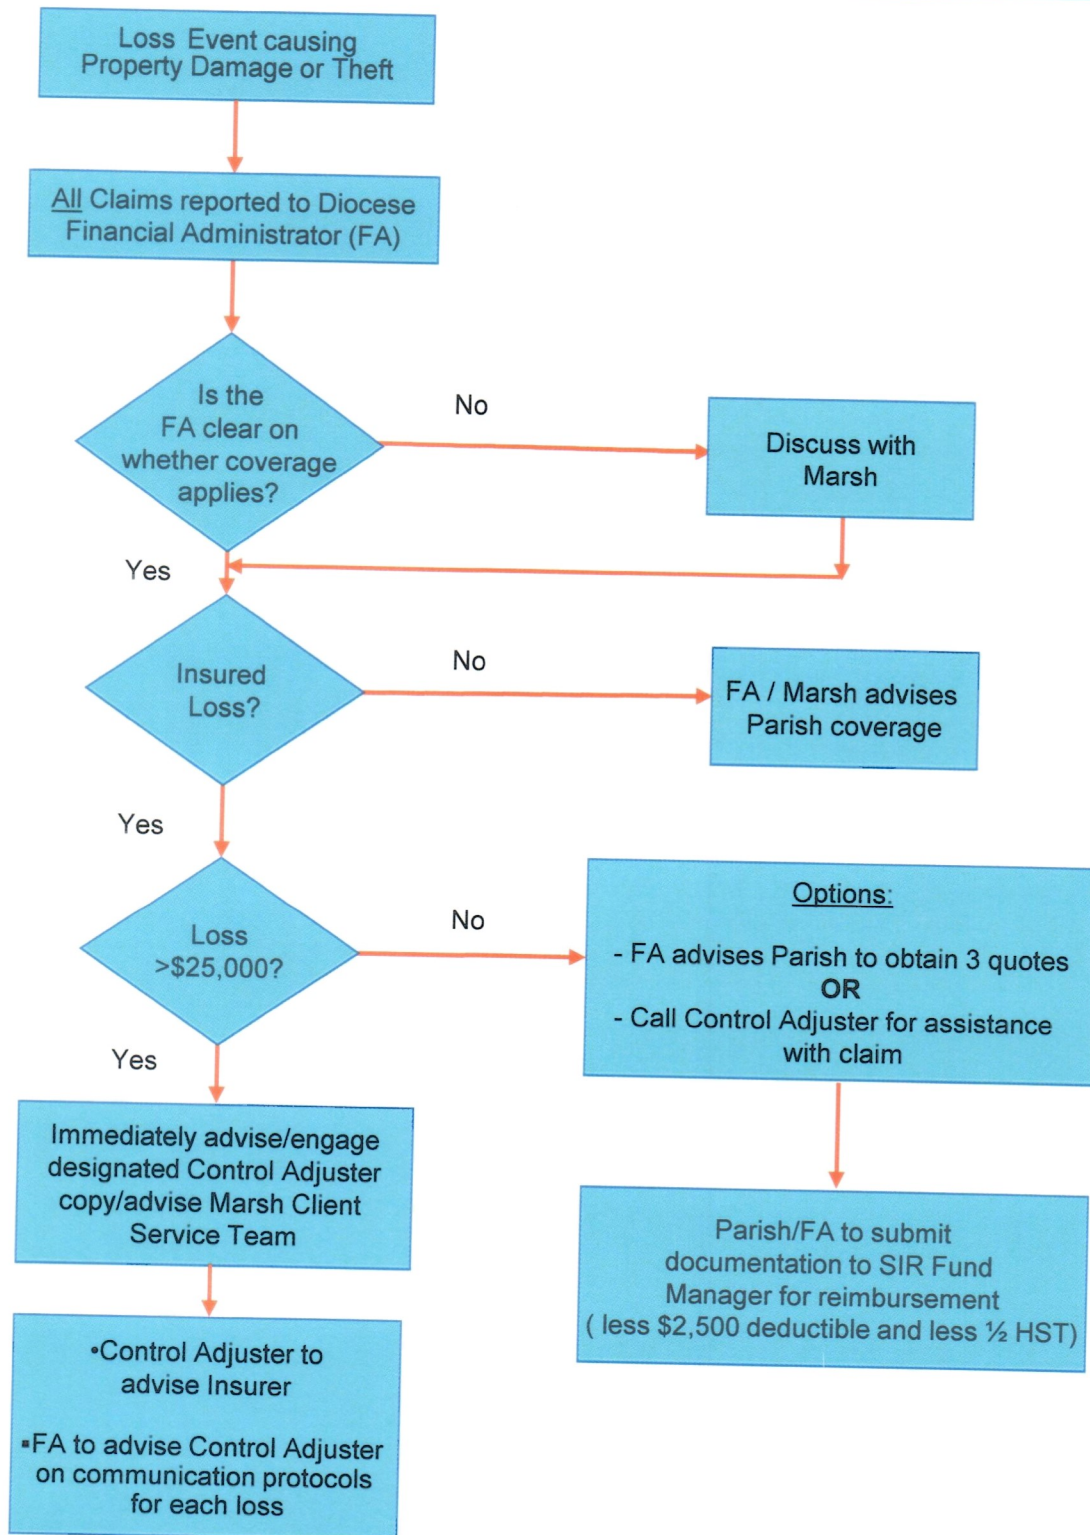 Loss Event causing
Property Damage or Theft
All Claims reported to Diocese
Financial Administrator (FA)
Is the
FA clear on
whether coverage
applies?
No
Discuss with
Marsh
Yes
Insured
Loss?
No
FA / Marsh advises
Parish coverage
Yes
Loss
>$25,000?
No
Options:
- FA advises Parish to obtain 3 quotes
OR
- Call Control Adjuster for assistance
with claim
Yes
Immediately advise/engage
designated Control Adjuster
copy/advise Marsh Client
Service Team
Parish/FA to submit
documentation to SIR Fund
Manager for reimbursement
( less $2,500 deductible and less ½ HST)
•Control Adjuster to
advise Insurer
▪FA to advise Control Adjuster
on communication protocols
for each loss